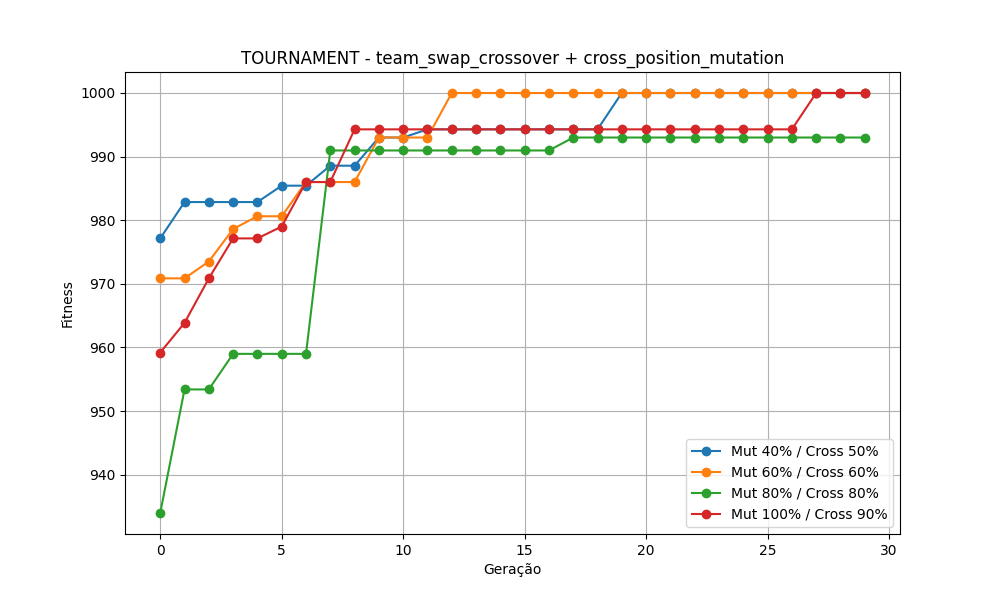 TOURNAMENT - team_swap_crossover + cross_position_mutation
1000
990
980
970
960
950
940
Fitness
0 5 10 15 20 25 30
Geração
Mut 40% / Cross 50%
Mut 60% / Cross 60%
Mut 80% / Cross 80%
Mut 100% / Cross 90%